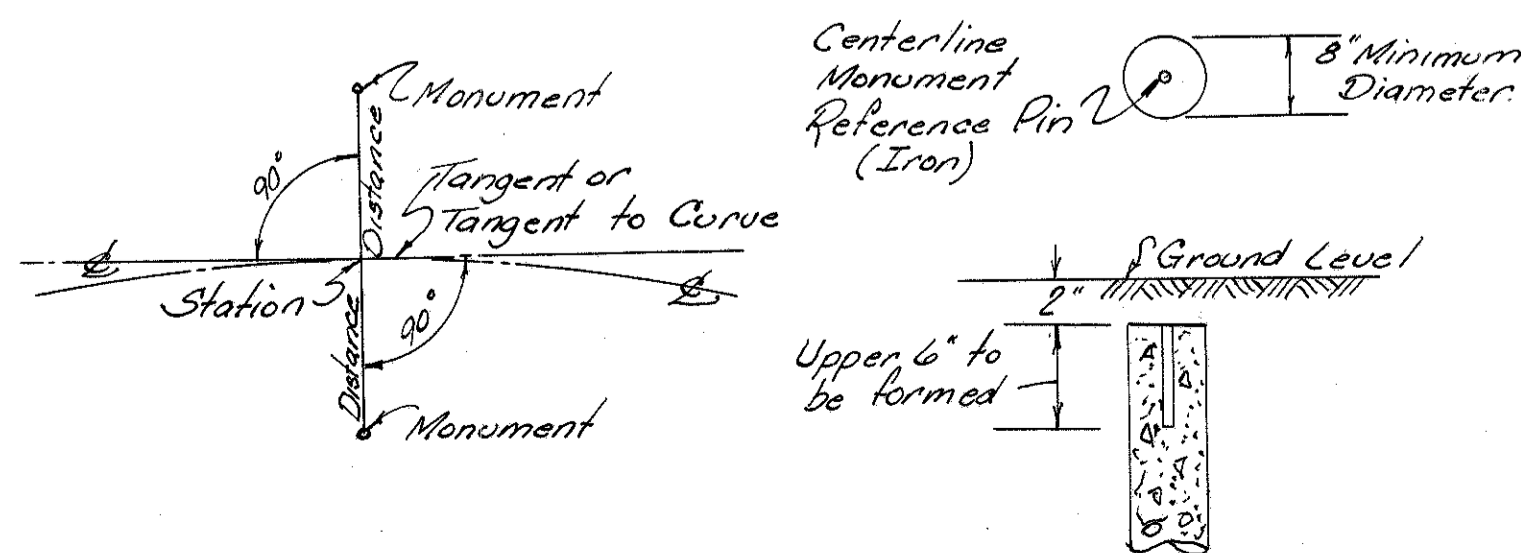 Monument
90°
Distance
Tangent or
Tangent to Curve
℄
℄
Station
90°
Distance
Monument
Centerline
Monument
Reference Pin
(Iron)
8" Minimum
Diameter.
Ground Level
2"
Upper 6" to
be formed